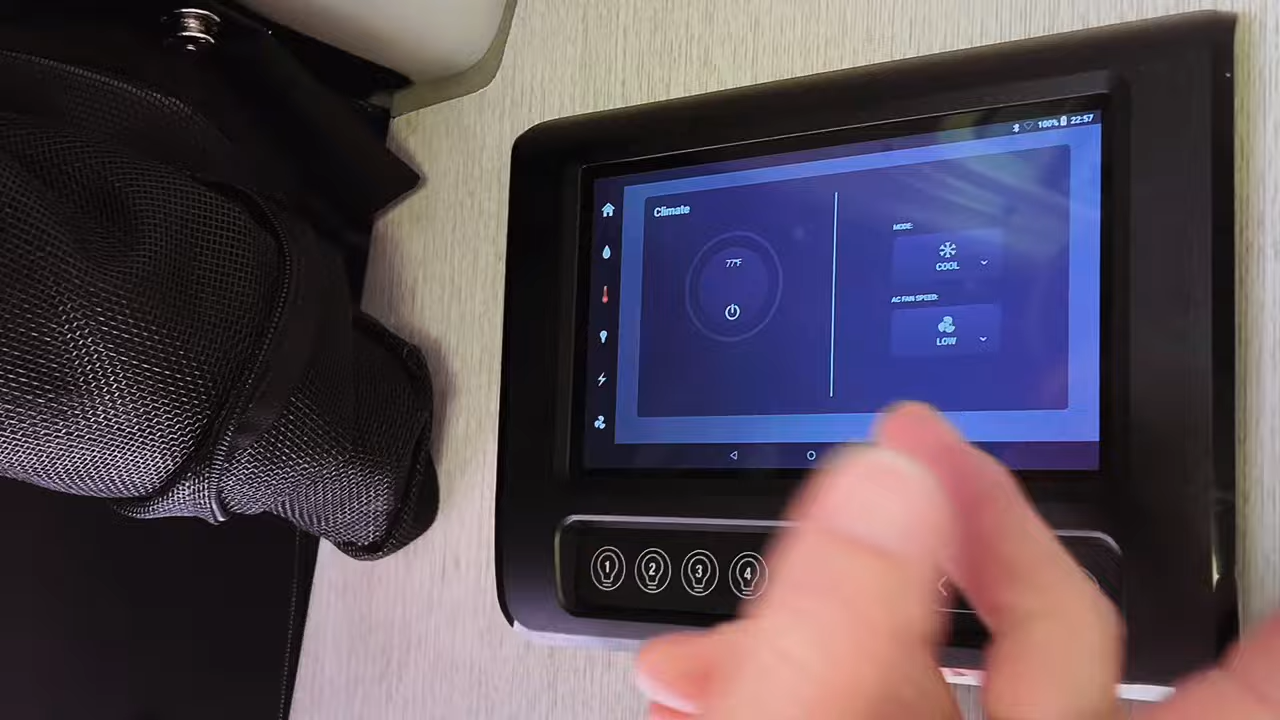 100% 22:57
Climate
MODE:
77°F
COOL
AC FAN SPEED:
LOW
1 2 3 4